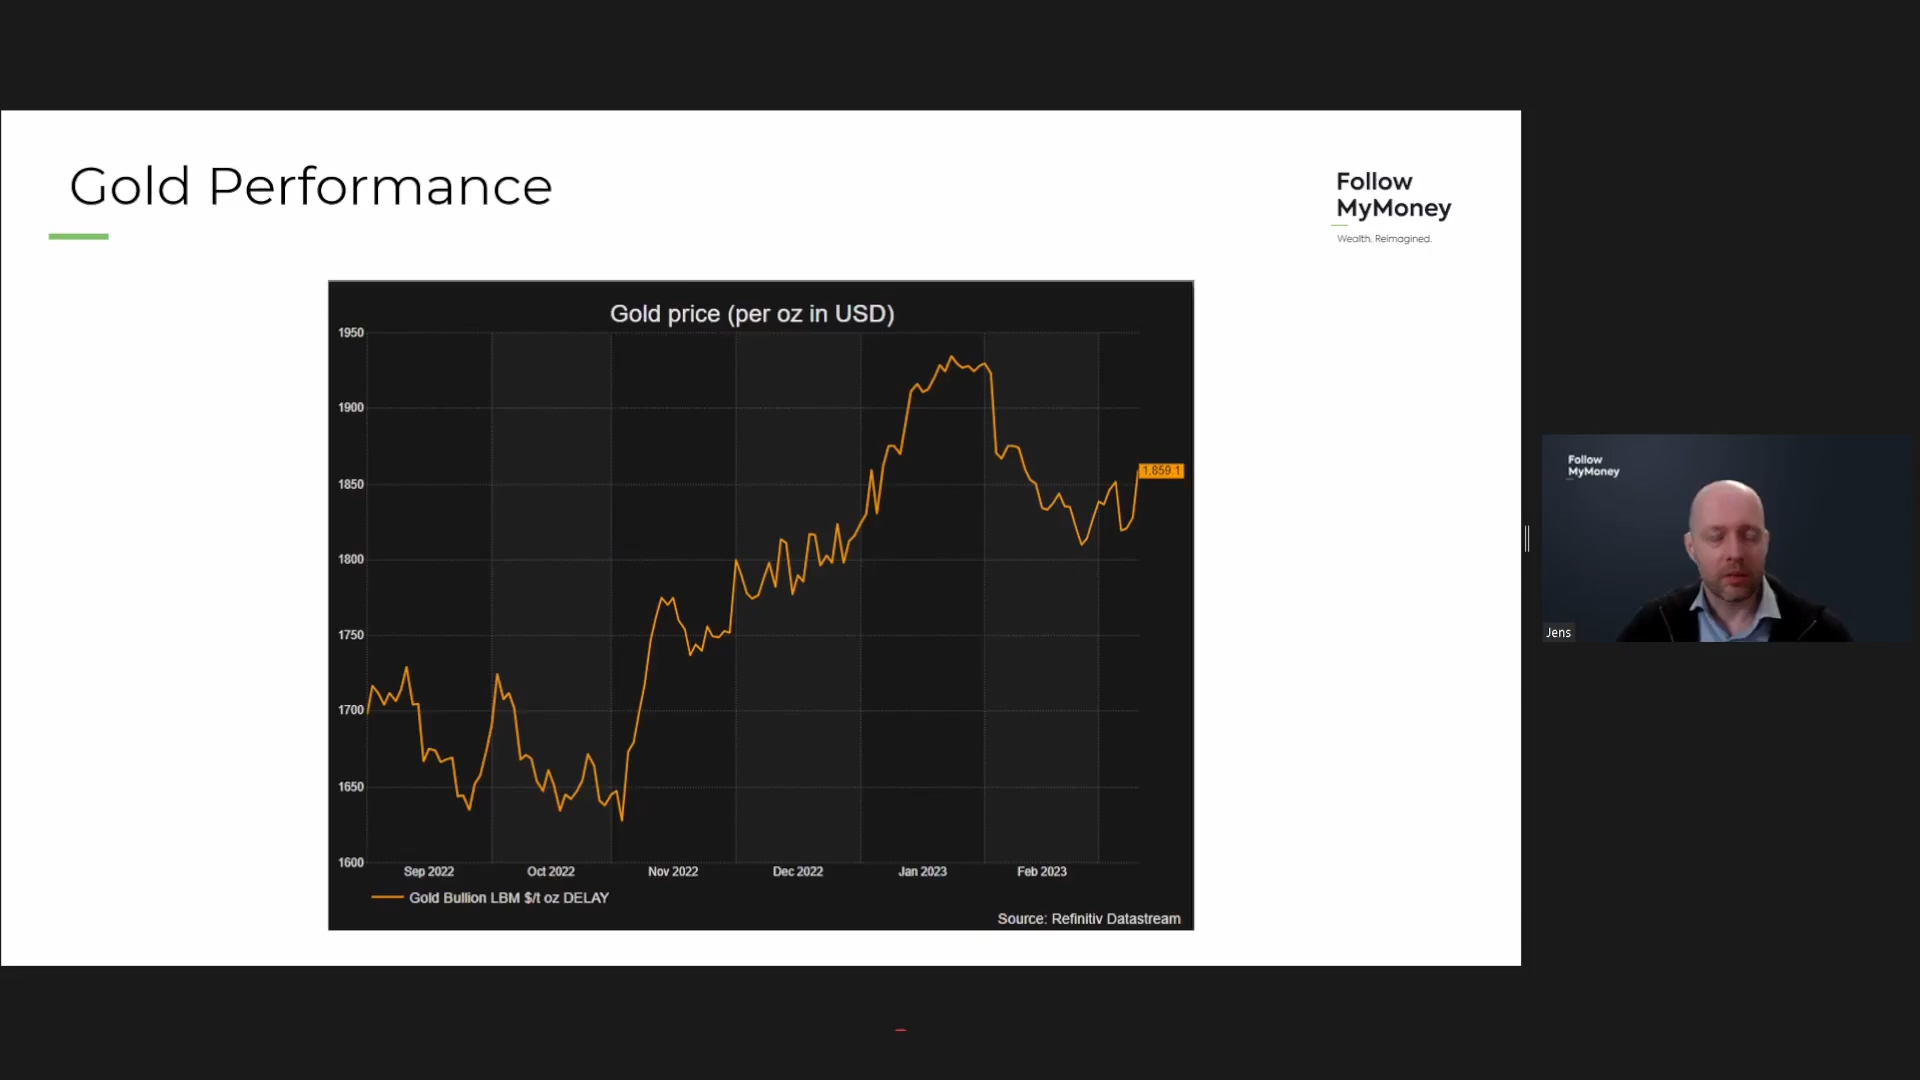 Gold Performance
Follow
MyMoney
Wealth. Reimagined.
Gold price (per oz in USD)
1950
1900
1850
1800
1750
1700
1650
1600
1,859.1
Sep 2022
Oct 2022
Nov 2022
Dec 2022
Jan 2023
Feb 2023
Gold Bullion LBM $/t oz DELAY
Source: Refinitiv Datastream
Follow
MyMoney
Jens